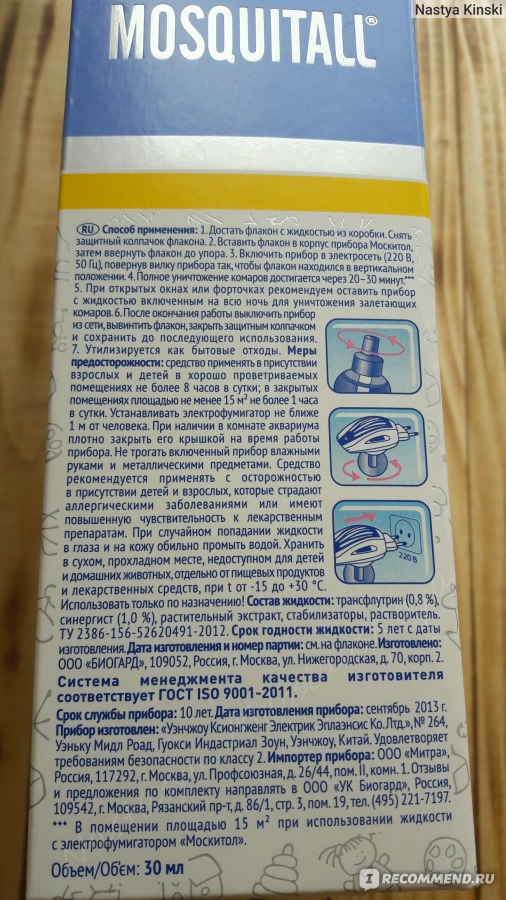 Nastya Kinski
MOSQUITALL®
RU Способ применения: 1. Достать флакон с жидкостью из коробки. Снять
защитный колпачок флакона. 2. Вставить флакон в корпус прибора Москитол,
затем ввернуть флакон до упора. 3. Включить прибор в электросеть (220 В,
50 Гц), повернув вилку прибора так, чтобы флакон находился в вертикальном
положении. 4. Полное уничтожение комаров достигается через 20–30 минут.***
5. При открытых окнах или форточках рекомендуем оставить прибор
с жидкостью включенным на всю ночь для уничтожения залетающих
комаров. 6. После окончания работы выключить прибор
из сети, вывинтить флакон, закрыть защитным колпачком
и сохранить до последующего использования.
7. Утилизируется как бытовые отходы. Меры
предосторожности: средство применять в присутствии
взрослых и детей в хорошо проветриваемых
помещениях не более 8 часов в сутки; в закрытых
помещениях площадью не менее 15 м² не более 1 часа
в сутки. Устанавливать электрофумигатор не ближе
1 м от человека. При наличии в комнате аквариума
плотно закрыть его крышкой на время работы
прибора. Не трогать включенный прибор влажными
руками и металлическими предметами. Средство
рекомендуется применять с осторожностью
в присутствии детей и взрослых, которые страдают
аллергическими заболеваниями или имеют
повышенную чувствительность к лекарственным
препаратам. При случайном попадании жидкости
в глаза и на кожу обильно промыть водой. Хранить
в сухом, прохладном месте, недоступном для детей
и домашних животных, отдельно от пищевых продуктов
и лекарственных средств, при t от -15 до +30 °С.
220 В
Использовать только по назначению! Состав жидкости: трансфлутрин (0,8 %),
синергист (1,0 %), растительный экстракт, стабилизаторы, растворитель.
ТУ 2386-156-52620491-2012. Срок годности жидкости: 5 лет с даты
изготовления. Дата изготовления и номер партии: см. на флаконе. Изготовлено:
ООО «БИОГАРД», 109052, Россия, г. Москва, ул. Нижегородская, д. 70, корп. 2.
Система менеджмента качества изготовителя
соответствует ГОСТ ISO 9001-2011.
Срок службы прибора: 10 лет. Дата изготовления прибора: сентябрь 2013 г.
Прибор изготовлен: «Уэнчжоу Ксионгженг Электрик Эплаэнсис Ко.Лтд.», № 264,
Уэньку Мидл Роад, Гуокси Индастриал Зоун, Уэнчжоу, Китай. Удовлетворяет
требованиям безопасности по классу 2. Импортер прибора: ООО «Митра»,
Россия, 117292, г. Москва, ул. Профсоюзная, д. 26/44, пом. II, комн. 1. Отзывы
и предложения по комплекту направлять в ООО «УК Биогард», Россия,
109542, г. Москва, Рязанский пр-т, д. 86/1, стр. 3, пом. 19, тел. (495) 221-7197.
*** В помещении площадью 15 м² при использовании жидкости
с электрофумигатором «Москитол».
Объем/Об'єм: 30 мл
IRECOMMEND.RU